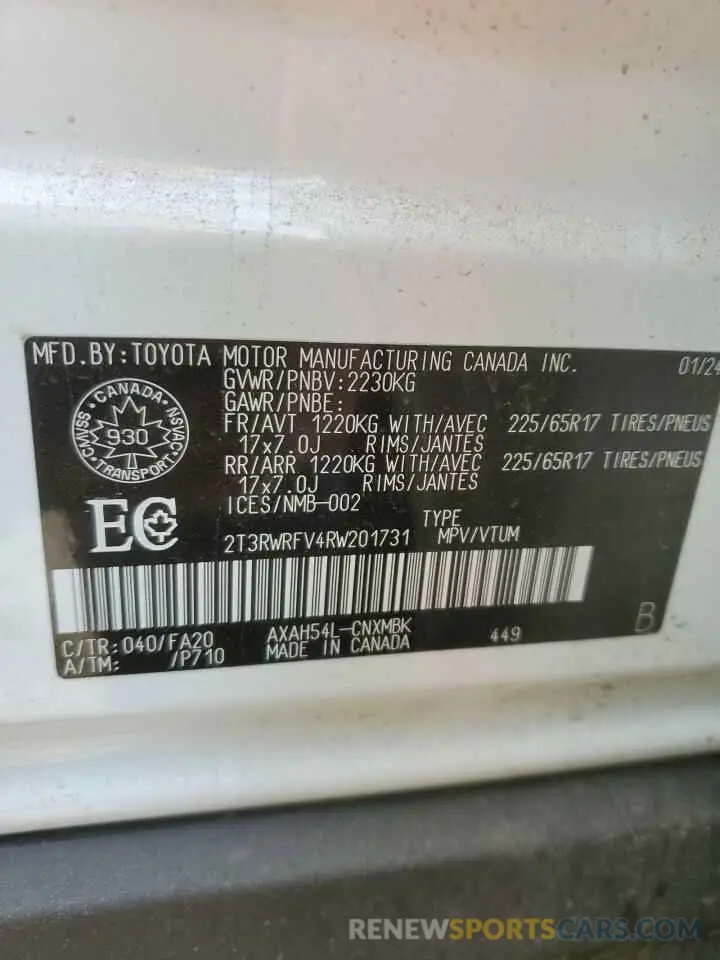 MFD.BY:TOYOTA MOTOR MANUFACTURING CANADA INC. 01/24
GVWR/PNBV:2230KG
GAWR/PNBE:
FR/AVT 1220KG WITH/AVEC 225/65R17 TIRES/PNEUS
17x7.0J RIMS/JANTES
RR/ARR 1220KG WITH/AVEC 225/65R17 TIRES/PNEUS
17x7.0J RIMS/JANTES
ICES/NMB-002
CANADA
NSVAC
930
CMVSS
TRANSPORT
EC
TYPE
2T3RWRFV4RW201731 MPV/VTUM
B
C/TR:040/FA20 AXAH54L-CNXMBK 449
A/TM: /P710 MADE IN CANADA
RENEWSPORTSCARS.COM